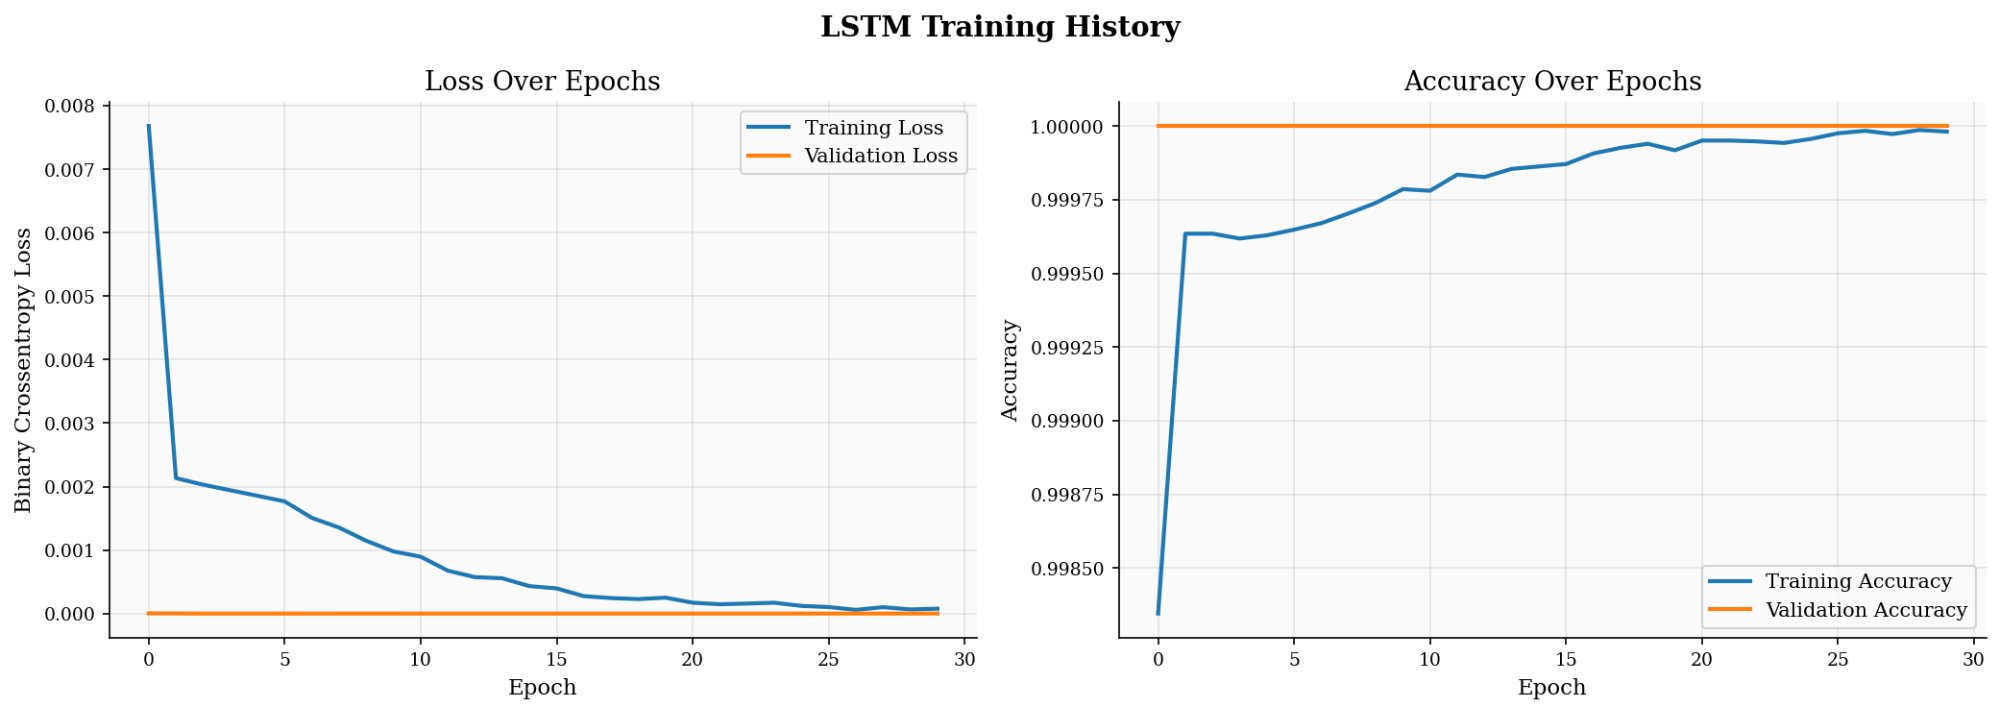 LSTM Training History
Loss Over Epochs
Binary Crossentropy Loss
0.008
0.007
0.006
0.005
0.004
0.003
0.002
0.001
0.000
Training Loss
Validation Loss
0 5 10 15 20 25 30
Epoch
Accuracy Over Epochs
Accuracy
1.00000
0.99975
0.99950
0.99925
0.99900
0.99875
0.99850
Training Accuracy
Validation Accuracy
0 5 10 15 20 25 30
Epoch